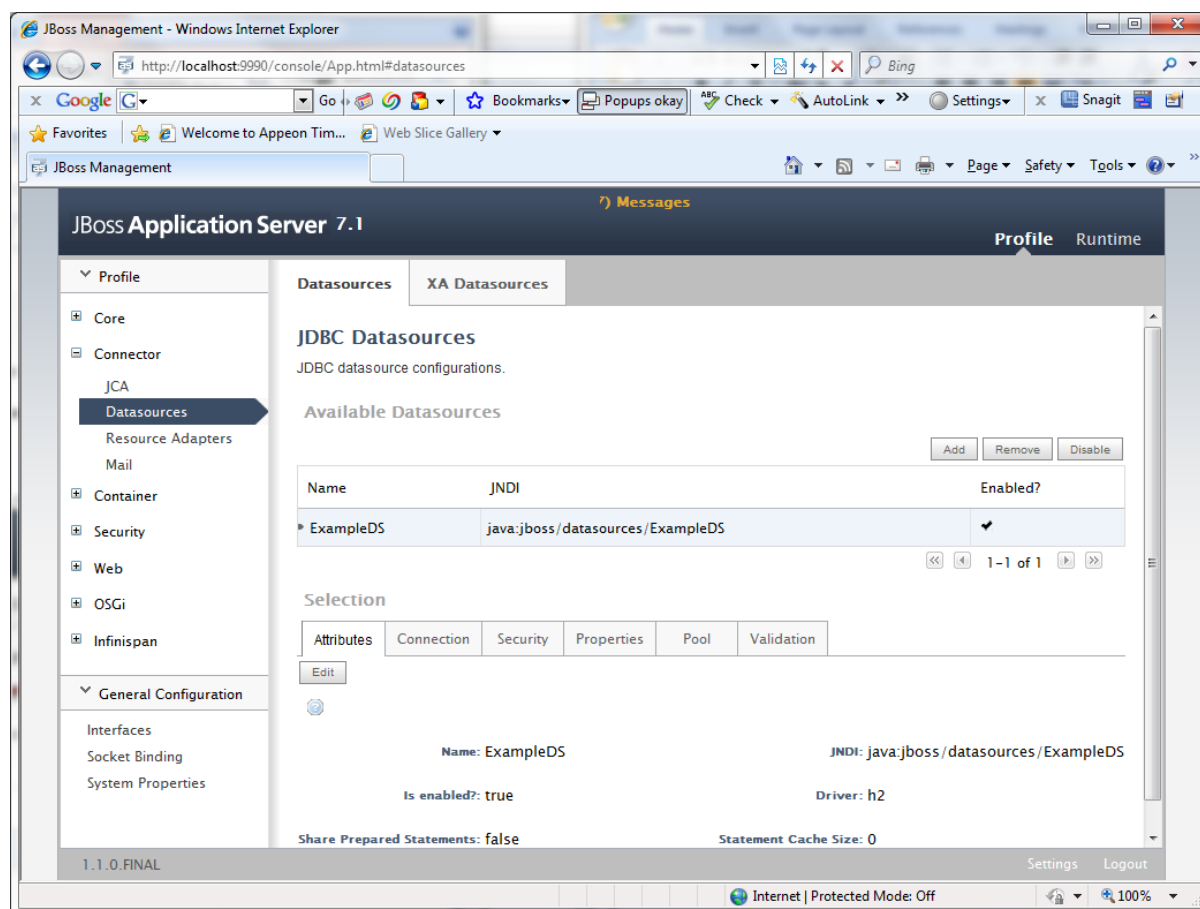 JBoss Management - Windows Internet Explorer
http://localhost:9990/console/App.html#datasources
Bing
x Google G Go Bookmarks Popups okay ABC Check AutoLink » Settings x Snagit
Favorites Welcome to Appeon Tim... Web Slice Gallery
JBoss Management Page Safety Tools »
7) Messages
JBoss Application Server 7.1
Profile Runtime
Profile
Core
Connector
JCA
Datasources
Resource Adapters
Mail
Container
Security
Web
OSGi
Infinispan
General Configuration
Interfaces
Socket Binding
System Properties
Datasources XA Datasources
JDBC Datasources
JDBC datasource configurations.
Available Datasources
Add Remove Disable
Name JNDI Enabled?
ExampleDS java:jboss/datasources/ExampleDS
1-1 of 1
Selection
Attributes Connection Security Properties Pool Validation
Edit
Name: ExampleDS JNDI: java:jboss/datasources/ExampleDS
Is enabled?: true Driver: h2
Share Prepared Statements: false Statement Cache Size: 0
1.1.0.FINAL Settings Logout
Internet | Protected Mode: Off 100%